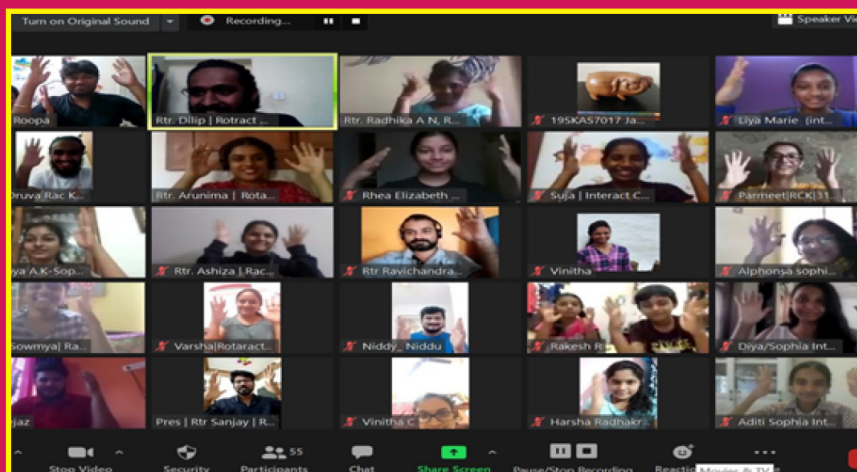 Turn on Original Sound
Recording...
Speaker Vie
Roopa
Rtr. Dilip | Rotract ...
Rtr. Radhika A N, R...
19SKAS7017 Ja...
Liya Marie (int...
Druva Rac K...
Rtr. Arunima | Rota...
Rhea Elizabeth ...
Suja | Interact C...
Parmeet|RCK|31...
ya A.K-Sop...
Rtr. Ashiza | Rac...
Rtr Ravichandra...
Vinitha
Alphonsa sophi...
Sowmya| Ra...
Varsha|Rotaract...
Niddy_ Niddu
Rakesh R
Diya/Sophia Int...
ejaz
Pres | Rtr Sanjay | R...
Vinitha C
Harsha Radhakr...
Aditi Sophia Int...
55
Stop Video
Security
Participants
Chat
Share Screen
Pause/Stop Recording
Reactio
Movies & TV